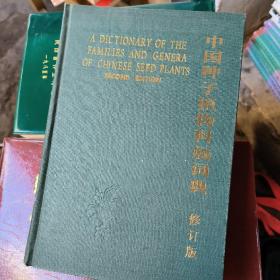 A DICTIONARY OF THE
FAMILIES AND GENERA
OF CHINESE SEED PLANTS
SECOND EDITION
中国种子植物科属词典
修订版